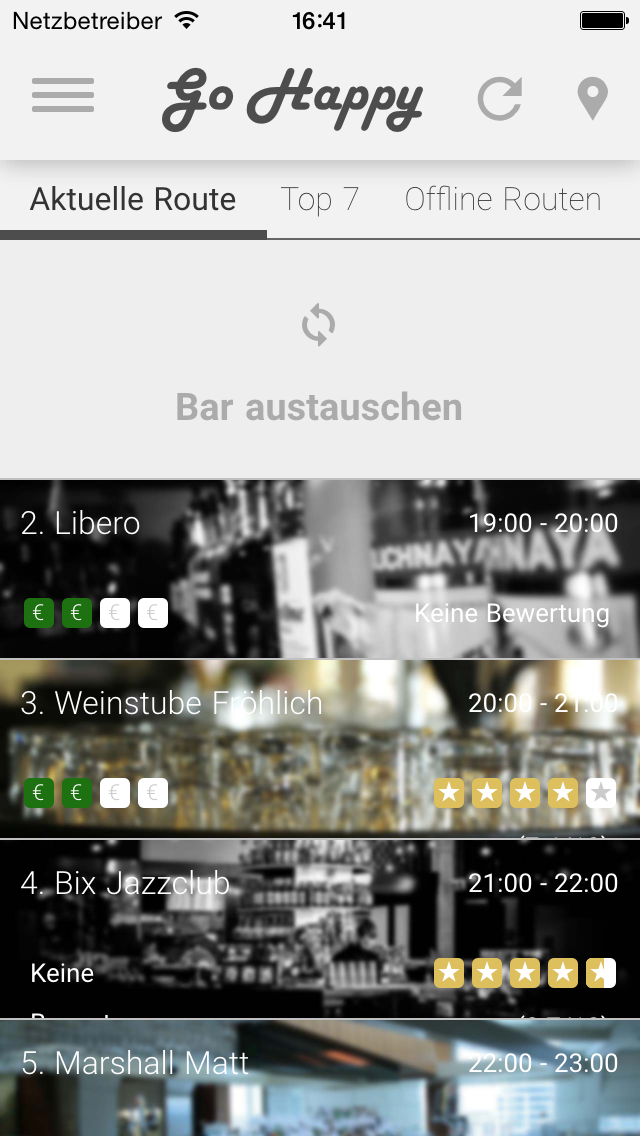 Netzbetreiber 16:41
Go Happy
Aktuelle Route Top 7 Offline Routen
Bar austauschen
2. Libero 19:00 - 20:00
€ € € € Keine Bewertung
3. Weinstube Fröhlich 20:00 - 21:00
€ € € €
4. Bix Jazzclub 21:00 - 22:00
Keine
5. Marshall Matt 22:00 - 23:00